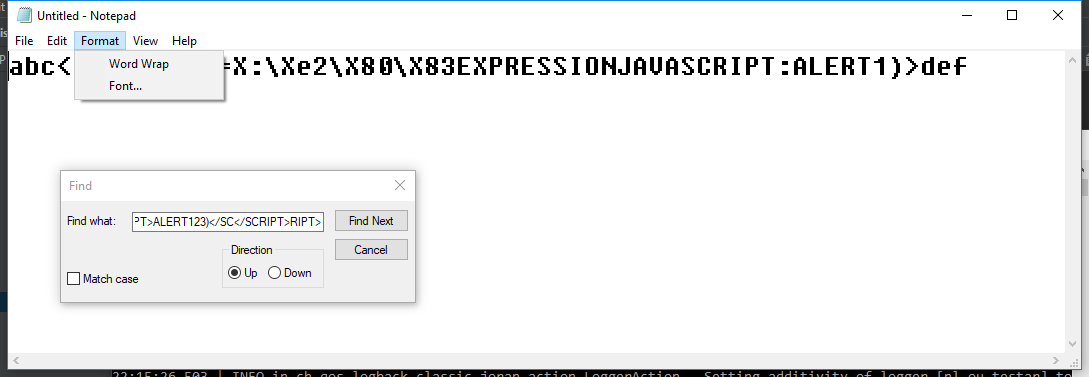 Untitled - Notepad
File Edit Format View Help
abc< =X:\Xe2\X80\X83EXPRESSIONJAVASCRIPT:ALERT1)>def
Word Wrap
Font...
Find
Find what: PT>ALERT123)</SC</SCRIPT>RIPT> Find Next
Direction Cancel
Up Down
Match case
22:15:26,503 | INFO in ch.qos.logback.classic.joran.action.LoggerAction - Setting additivity of logger [nl.ou.testar] to